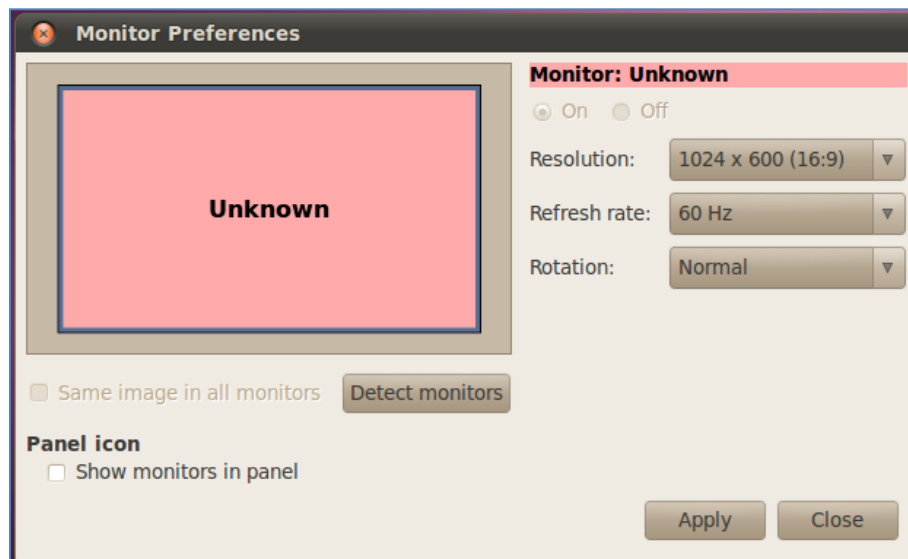 Monitor Preferences
Unknown
Monitor: Unknown
On Off
Resolution: 1024 x 600 (16:9)
Refresh rate: 60 Hz
Rotation: Normal
Same image in all monitors Detect monitors
Panel icon
Show monitors in panel
Apply Close